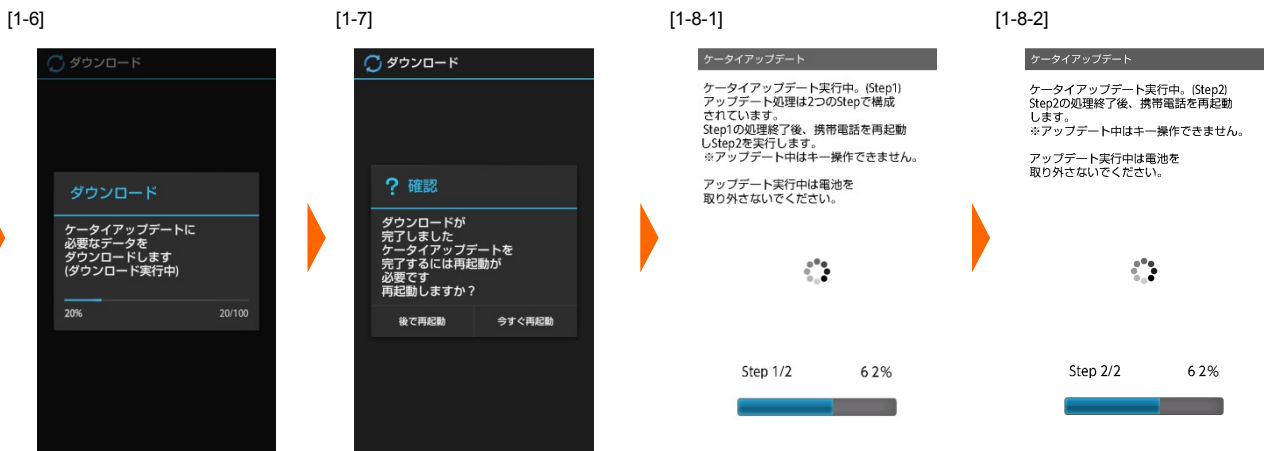 [1-6]
ダウンロード
ダウンロード
ケータイアップデートに
必要なデータを
ダウンロードします
(ダウンロード実行中)
20%
20/100
[1-7]
ダウンロード
? 確認
ダウンロードが
完了しました
ケータイアップデートを
完了するには再起動が
必要です
再起動しますか？
後で再起動
今すぐ再起動
[1-8-1]
ケータイアップデート
ケータイアップデート実行中。(Step1)
アップデート処理は2つのStepで構成
されています。
Step1の処理終了後、携帯電話を再起動
しStep2を実行します。
※アップデート中はキー操作できません。
アップデート実行中は電池を
取り外さないでください。
Step 1/2
6 2%
[1-8-2]
ケータイアップデート
ケータイアップデート実行中。(Step2)
Step2の処理終了後、携帯電話を再起動
します。
※アップデート中はキー操作できません。
アップデート実行中は電池を
取り外さないでください。
Step 2/2
6 2%